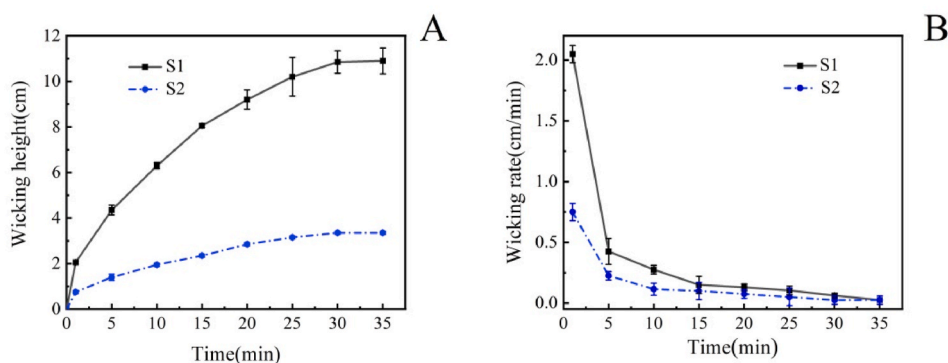 A
12
10
8
6
4
2
0
Wicking height(cm)
S1
S2
0 5 10 15 20 25 30 35
Time(min)
B
2.0
1.5
1.0
0.5
0.0
Wicking rate(cm/min)
S1
S2
0 5 10 15 20 25 30 35
Time(min)